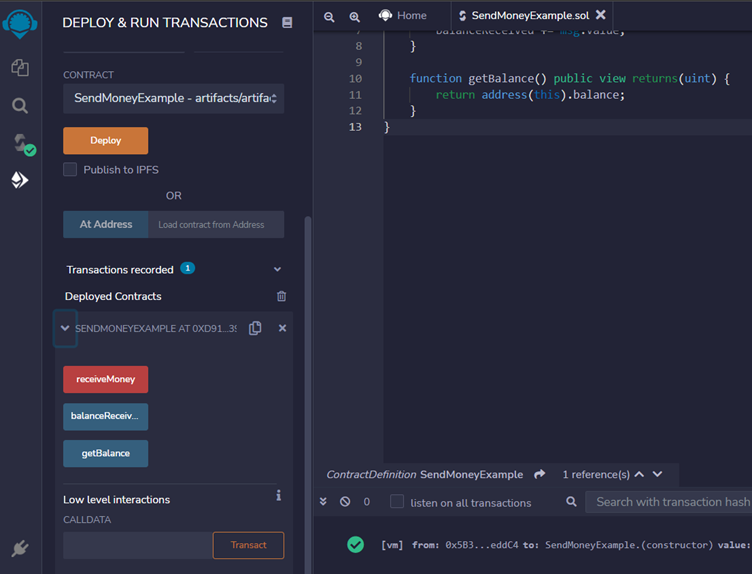 DEPLOY & RUN TRANSACTIONS
CONTRACT
SendMoneyExample - artifacts/artifac
Deploy
Publish to IPFS
OR
At Address
Load contract from Address
Transactions recorded 1
Deployed Contracts
SENDMONEYEXAMPLE AT 0XD91...39
receiveMoney
balanceReceiv...
getBalance
Low level interactions
i
CALLDATA
Transact
Home
SendMoneyExample.sol
balanceReceived += msg.value;
8 }
9
10 function getBalance() public view returns(uint) {
11 return address(this).balance;
12 }
13 }
ContractDefinition SendMoneyExample 1 reference(s)
0 listen on all transactions
Search with transaction hash
[vm] from: 0x5B3...eddC4 to: SendMoneyExample.(constructor) value: